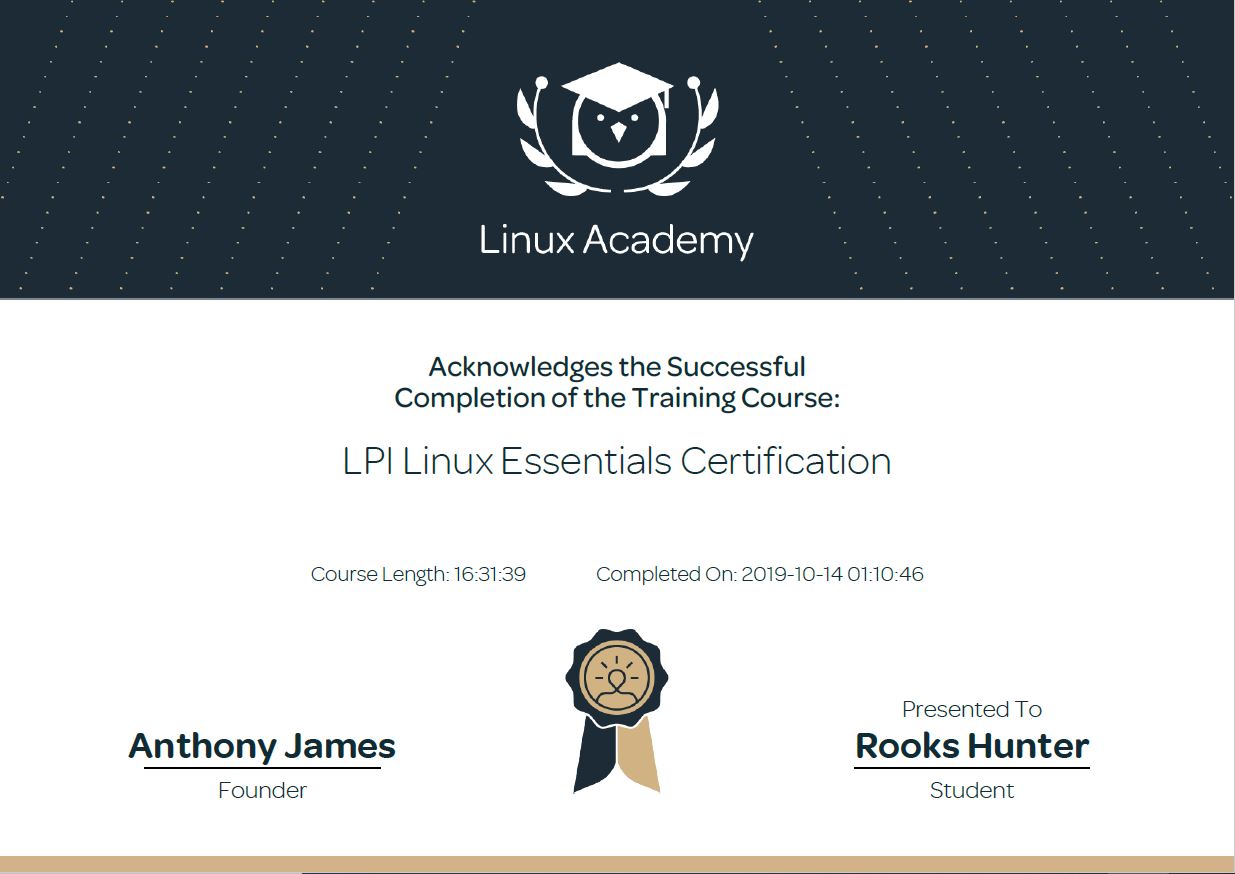 Linux Academy
Acknowledges the Successful
Completion of the Training Course:
LPI Linux Essentials Certification
Course Length: 16:31:39 Completed On: 2019-10-14 01:10:46
Presented To
Anthony James Rooks Hunter
Founder Student